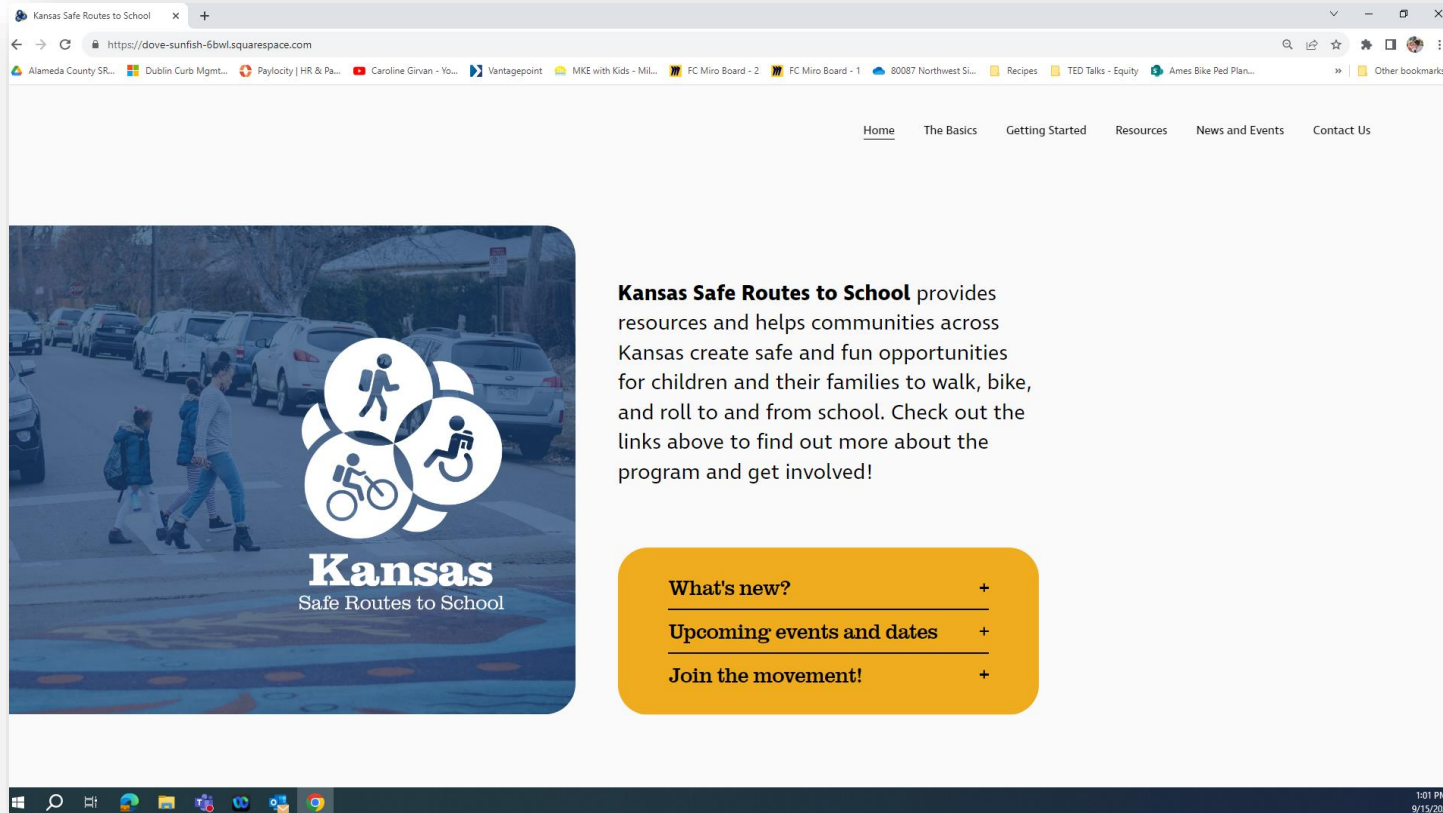 Kansas Safe Routes to School
https://dove-sunfish-6bwl.squarespace.com
Alameda County SR...
Dublin Curb Mgmt...
Paylocity | HR & Pa...
Caroline Girvan - Yo...
Vantagepoint
MKE with Kids - Mil...
FC Miro Board - 2
FC Miro Board - 1
80087 Northwest Si...
Recipes
TED Talks - Equity
Ames Bike Ped Plan...
Other bookmarks
Home
The Basics
Getting Started
Resources
News and Events
Contact Us
Kansas Safe Routes to School provides
resources and helps communities across
Kansas create safe and fun opportunities
for children and their families to walk, bike,
and roll to and from school. Check out the
links above to find out more about the
program and get involved!
Kansas
Safe Routes to School
What's new?
Upcoming events and dates
Join the movement!
1:01 PM
9/15/20